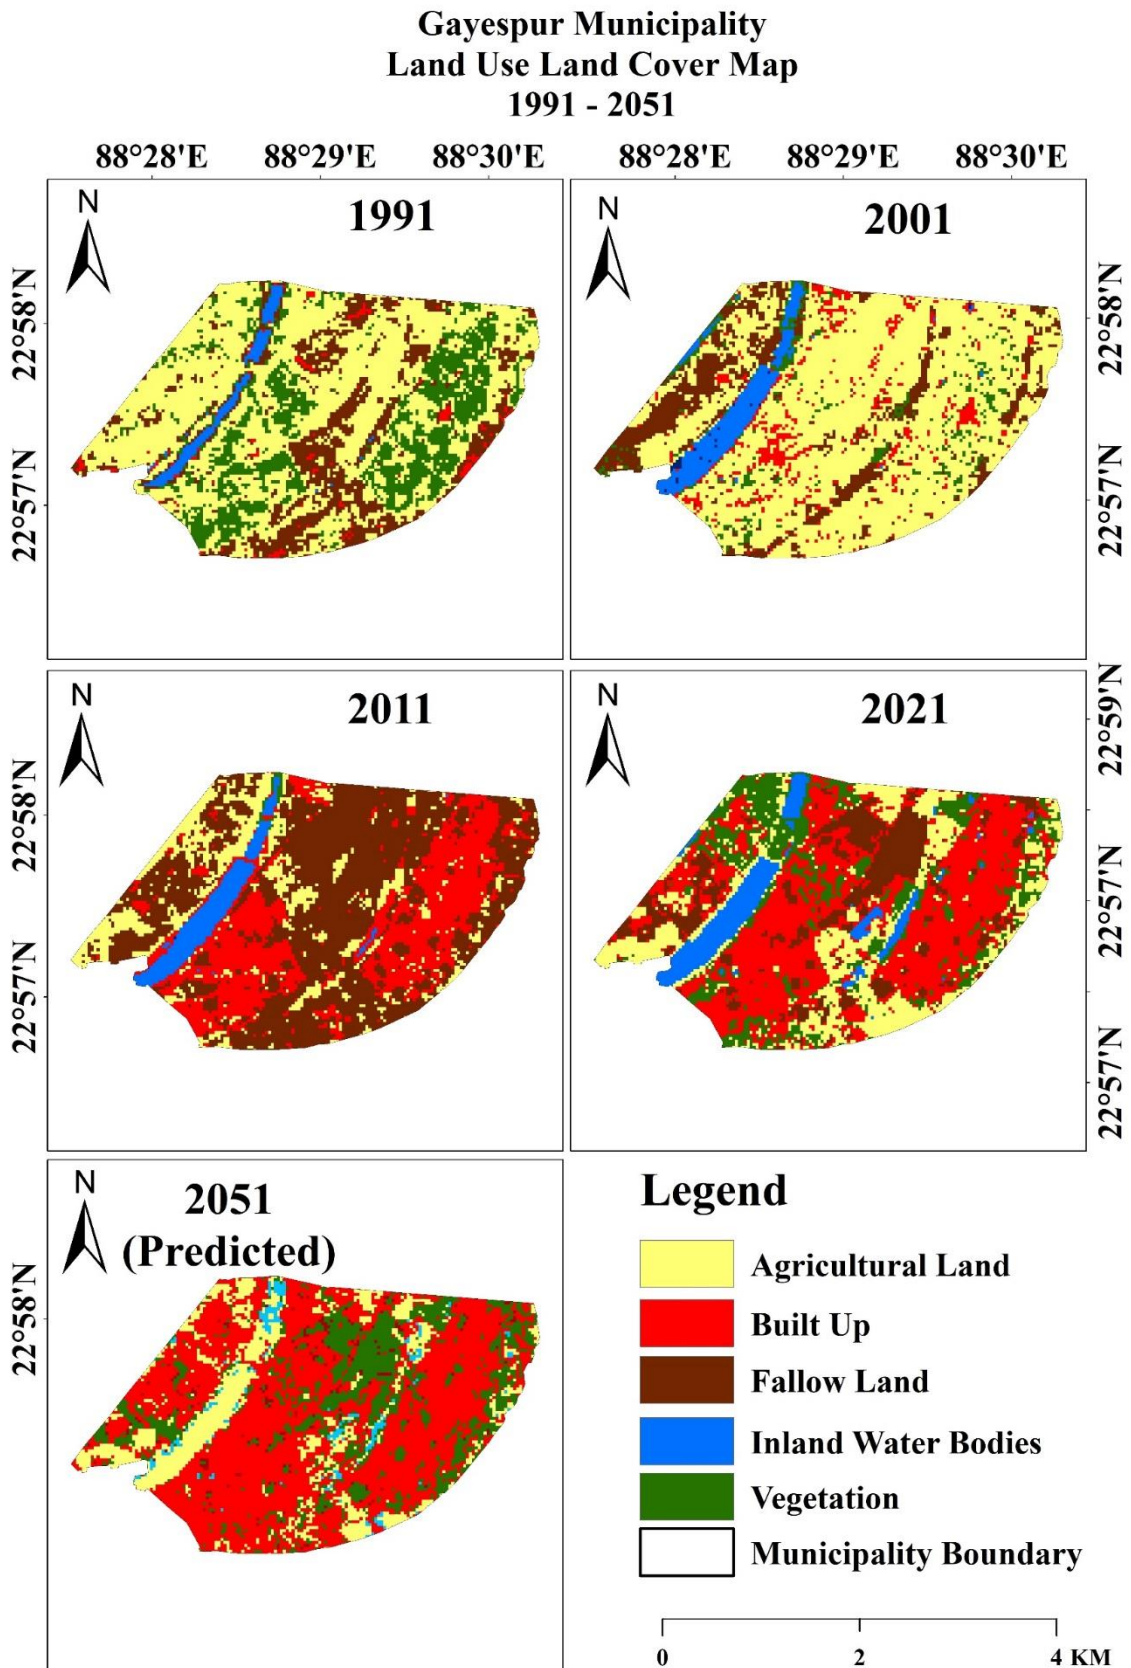 Gayespur Municipality
Land Use Land Cover Map
1991 - 2051
88°28'E 88°29'E 88°30'E 88°28'E 88°29'E 88°30'E
N
1991
22°58'N
22°57'N
N
2001
22°58'N
22°57'N
N
2011
22°58'N
22°57'N
N
2021
22°59'N
22°57'N
22°57'N
N
2051
(Predicted)
22°58'N
Legend
Agricultural Land
Built Up
Fallow Land
Inland Water Bodies
Vegetation
Municipality Boundary
0 2 4 KM